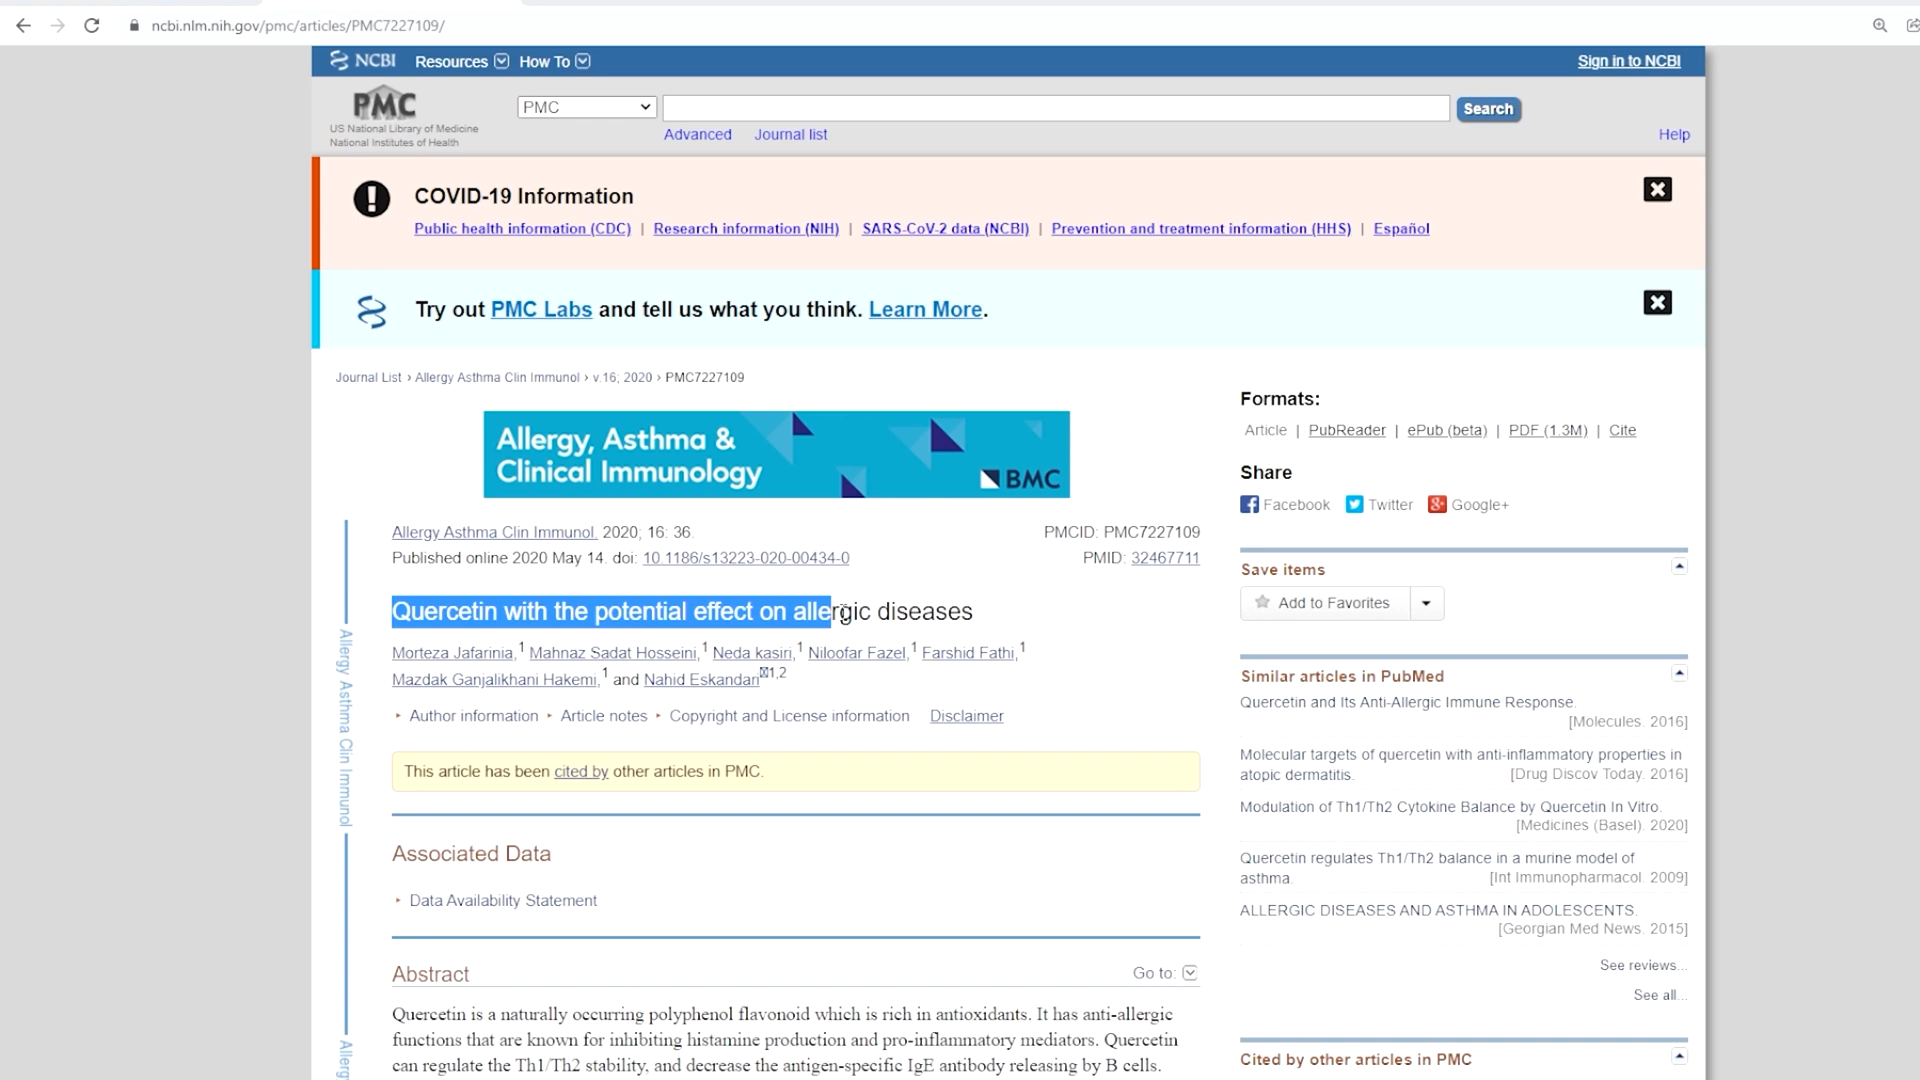 ncbi.nlm.nih.gov/pmc/articles/PMC7227109/
NCBI Resources How To Sign in to NCBI
PMC
US National Library of Medicine
National Institutes of Health
PMC Search
Advanced Journal list Help
COVID-19 Information
Public health information (CDC) | Research information (NIH) | SARS-CoV-2 data (NCBI) | Prevention and treatment information (HHS) | Español
Try out PMC Labs and tell us what you think. Learn More.
Journal List › Allergy Asthma Clin Immunol › v.16; 2020 › PMC7227109
Allergy, Asthma &
Clinical Immunology
BMC
Allergy Asthma Clin Immunol. 2020; 16: 36. PMCID: PMC7227109
Published online 2020 May 14. doi: 10.1186/s13223-020-00434-0 PMID: 32467711
Quercetin with the potential effect on allergic diseases
Morteza Jafarinia,1 Mahnaz Sadat Hosseini,1 Neda kasiri,1 Niloofar Fazel,1 Farshid Fathi,1
Mazdak Ganjalikhani Hakemi,1 and Nahid Eskandari1,2
Author information Article notes Copyright and License information Disclaimer
This article has been cited by other articles in PMC.
Associated Data
Data Availability Statement
Abstract Go to:
Quercetin is a naturally occurring polyphenol flavonoid which is rich in antioxidants. It has anti-allergic
functions that are known for inhibiting histamine production and pro-inflammatory mediators. Quercetin
can regulate the Th1/Th2 stability, and decrease the antigen-specific IgE antibody releasing by B cells.
Allergy Asthma Clin Immunol
Allergy
Formats:
Article | PubReader | ePub (beta) | PDF (1.3M) | Cite
Share
Facebook Twitter Google+
Save items
Add to Favorites
Similar articles in PubMed
Quercetin and Its Anti-Allergic Immune Response.
[Molecules. 2016]
Molecular targets of quercetin with anti-inflammatory properties in
atopic dermatitis. [Drug Discov Today. 2016]
Modulation of Th1/Th2 Cytokine Balance by Quercetin In Vitro.
[Medicines (Basel). 2020]
Quercetin regulates Th1/Th2 balance in a murine model of
asthma. [Int Immunopharmacol. 2009]
ALLERGIC DISEASES AND ASTHMA IN ADOLESCENTS.
[Georgian Med News. 2015]
See reviews...
See all...
Cited by other articles in PMC